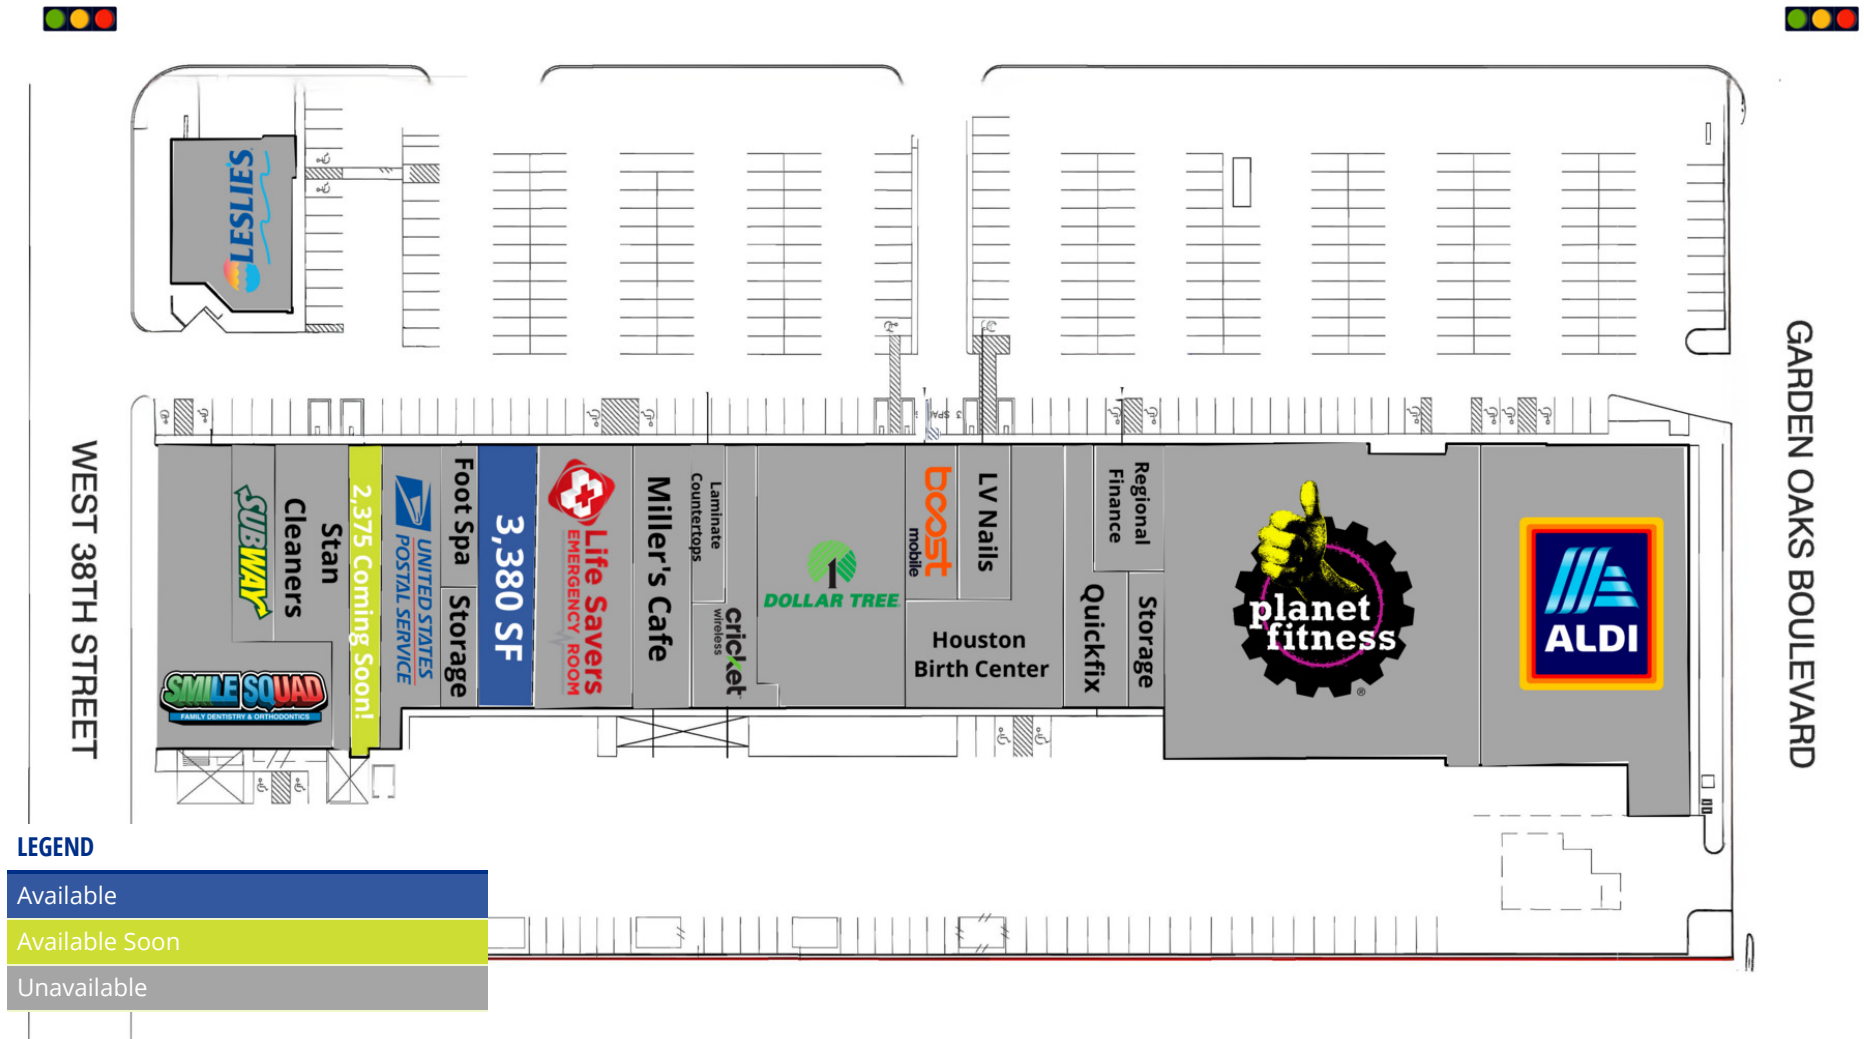 LESLIE'S
WEST 38TH STREET
GARDEN OAKS BOULEVARD
SMILE SQUAD
FAMILY DENTISTRY & ORTHODONTICS
SUBWAY
Stan
Cleaners
2,375 Coming Soon!
UNITED STATES
POSTAL SERVICE
Foot Spa
Storage
3,380 SF
Life Savers
EMERGENCY ROOM
Miller's Cafe
Laminate
Countertops
cricket
wireless
1
DOLLAR TREE
boost
mobile
LV Nails
Houston
Birth Center
Quickfix
Regional
Finance
Storage
planet
fitness
®
ALDI
LEGEND
Available
Available Soon
Unavailable